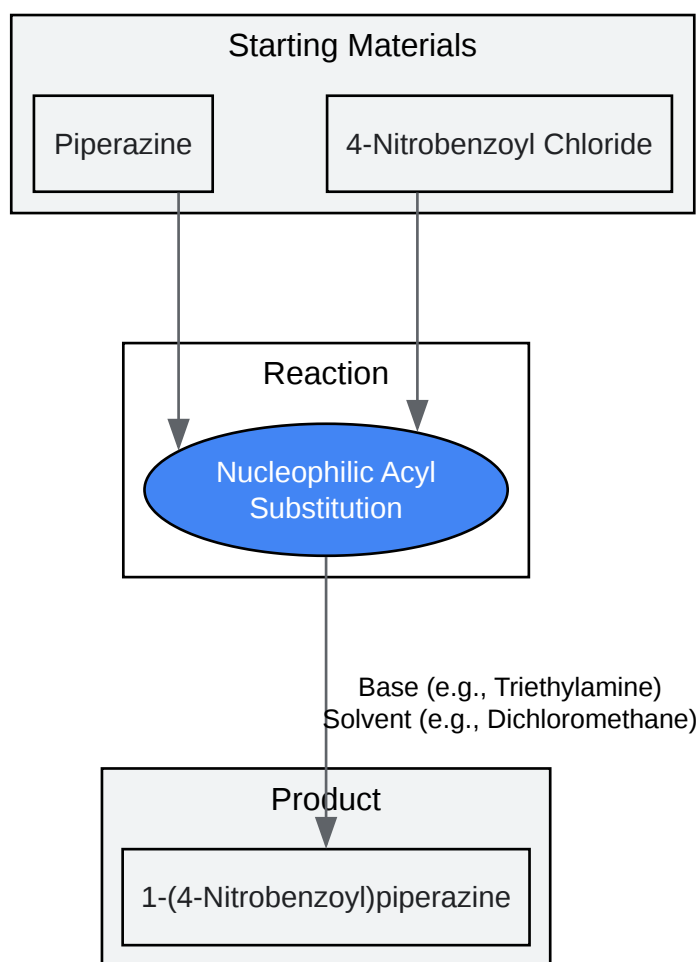 Starting Materials
Piperazine
4-Nitrobenzoyl Chloride
Reaction
Nucleophilic Acyl
Substitution
Base (e.g., Triethylamine)
Solvent (e.g., Dichloromethane)
Product
1-(4-Nitrobenzoyl)piperazine